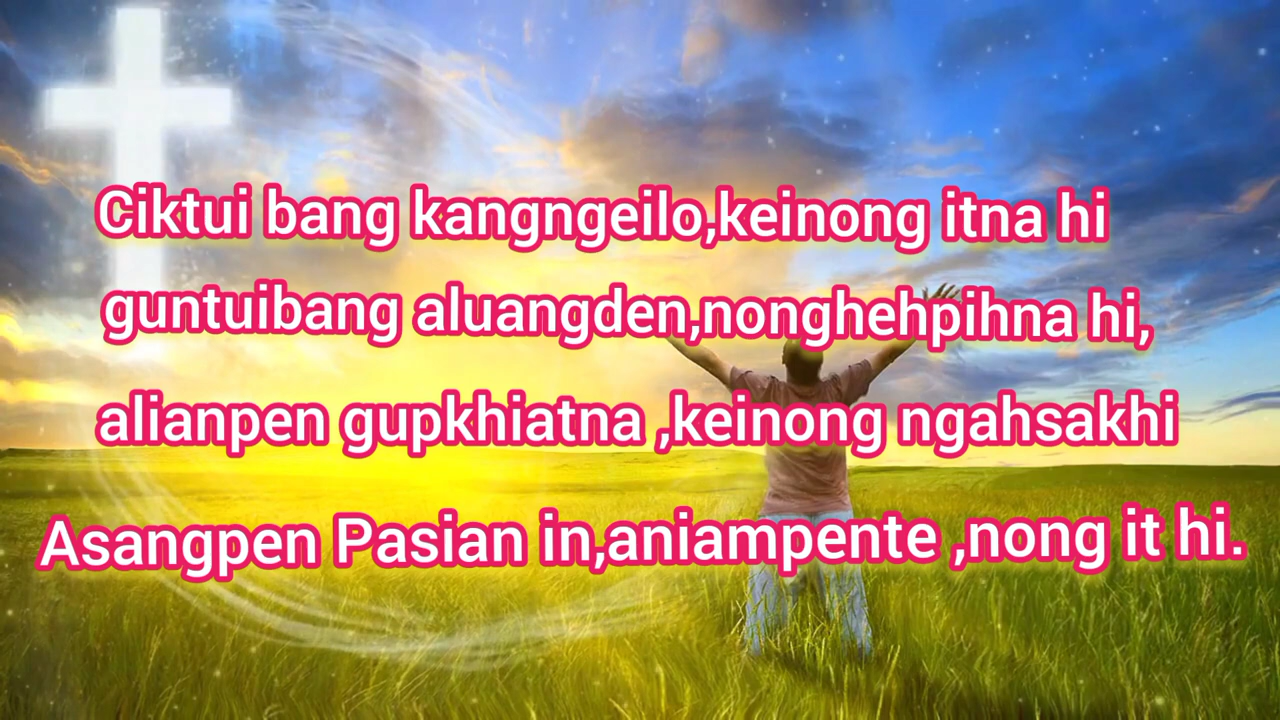 Ciktui bang kangngeilo,keinong itna hi
guntuibang aluangden,nonghehpihna hi,
alianpen gupkhiatna ,keinong ngahsakhi
Asangpen Pasian in,aniampente ,nong it hi.